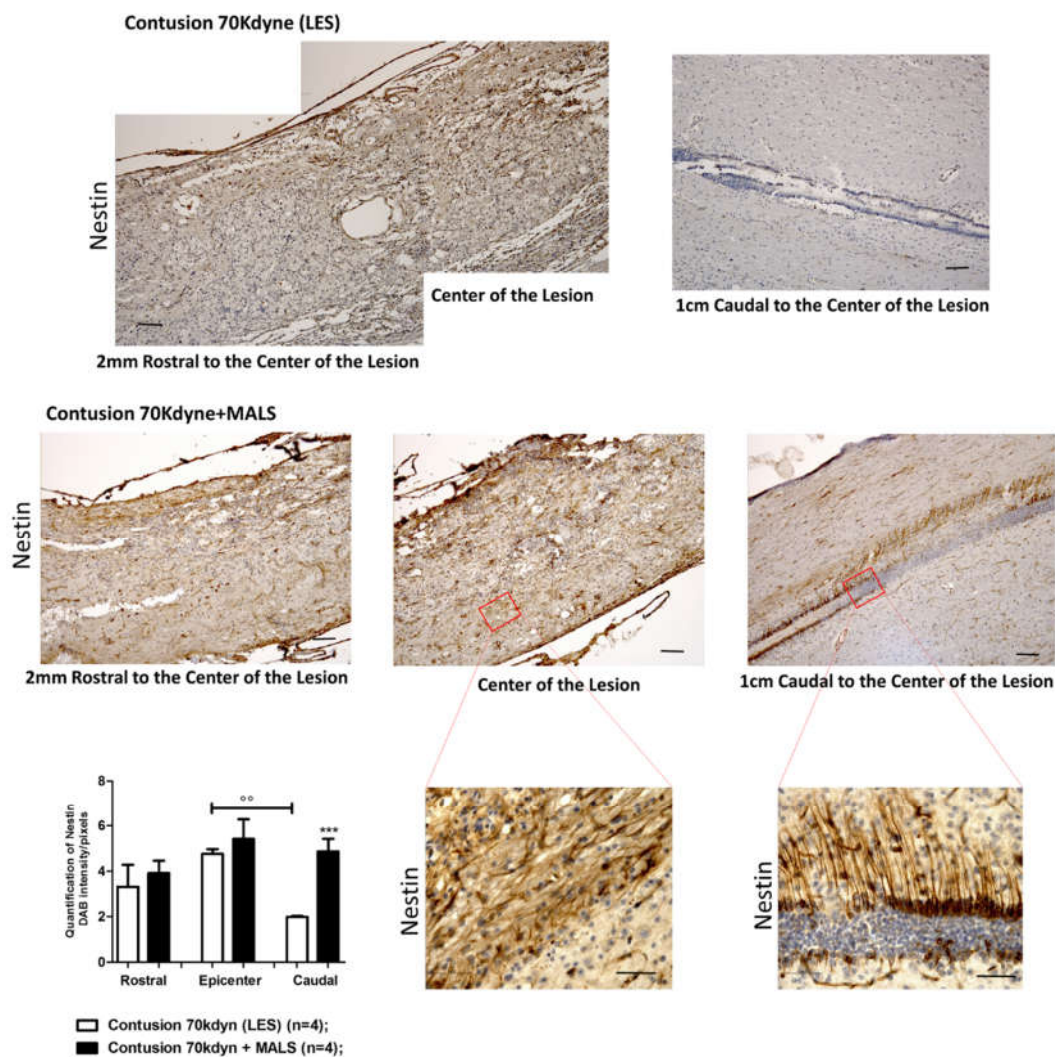 Contusion 70Kdyne (LES)
Nestin
Center of the Lesion
2mm Rostral to the Center of the Lesion
1cm Caudal to the Center of the Lesion
Contusion 70Kdyne+MALS
Nestin
2mm Rostral to the Center of the Lesion
Center of the Lesion
1cm Caudal to the Center of the Lesion
Quantification of Nestin
DAB intensity/pixels
8
6
4
2
0
°°
***
Rostral
Epicenter
Caudal
Contusion 70kdyn (LES) (n=4);
Contusion 70kdyn + MALS (n=4);
Nestin
Nestin